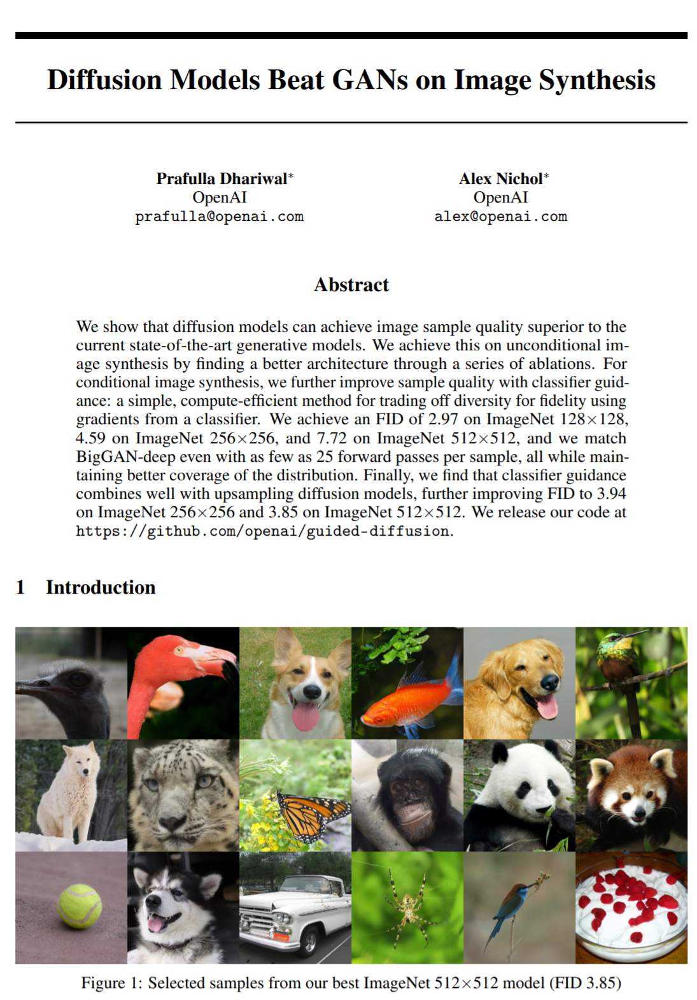 Diffusion Models Beat GANs on Image Synthesis
Prafulla Dhariwal*
OpenAI
prafulla@openai.com
Alex Nichol*
OpenAI
alex@openai.com
Abstract
We show that diffusion models can achieve image sample quality superior to the
current state-of-the-art generative models. We achieve this on unconditional im-
age synthesis by finding a better architecture through a series of ablations. For
conditional image synthesis, we further improve sample quality with classifier guid-
ance: a simple, compute-efficient method for trading off diversity for fidelity using
gradients from a classifier. We achieve an FID of 2.97 on ImageNet 128×128,
4.59 on ImageNet 256×256, and 7.72 on ImageNet 512×512, and we match
BigGAN-deep even with as few as 25 forward passes per sample, all while main-
taining better coverage of the distribution. Finally, we find that classifier guidance
combines well with upsampling diffusion models, further improving FID to 3.94
on ImageNet 256×256 and 3.85 on ImageNet 512×512. We release our code at
https://github.com/openai/guided-diffusion.
1 Introduction
Figure 1: Selected samples from our best ImageNet 512×512 model (FID 3.85)